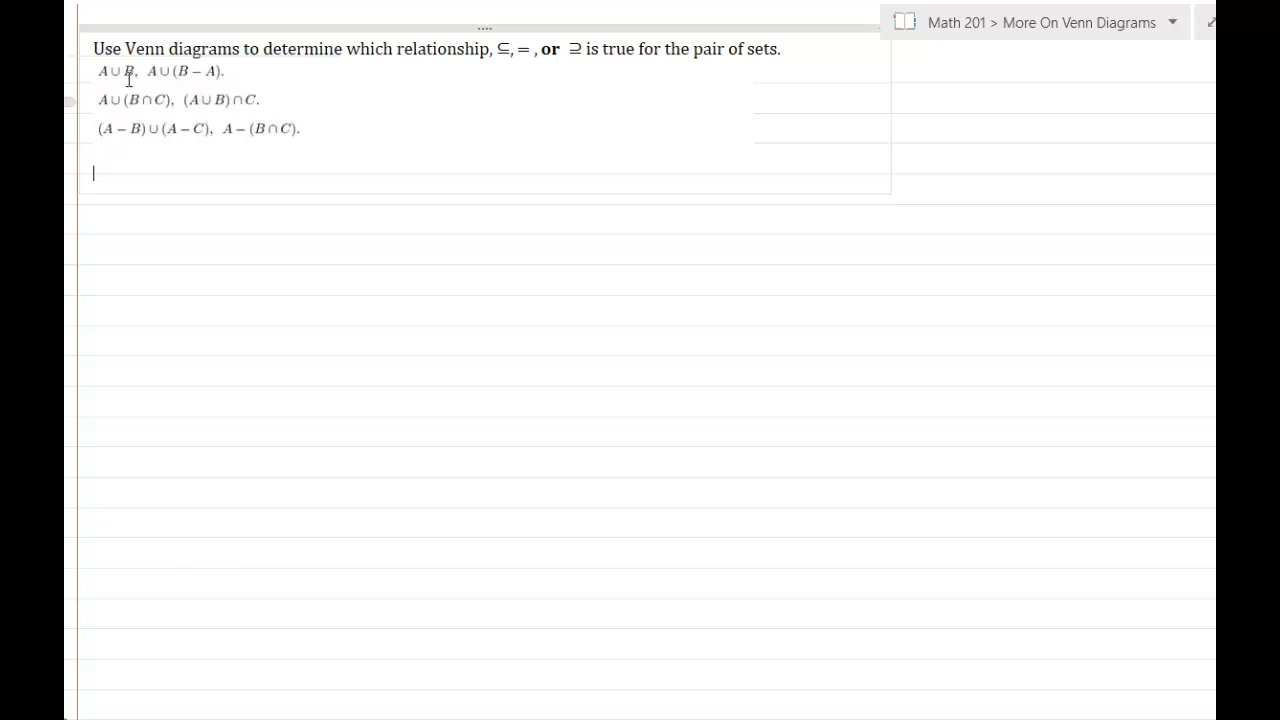 Math 201 > More On Venn Diagrams
Use Venn diagrams to determine which relationship, ⊆, = , or ⊇ is true for the pair of sets.
A ∪ B, A ∪ (B − A).
A ∪ (B ∩ C), (A ∪ B) ∩ C.
(A − B) ∪ (A − C), A − (B ∩ C).